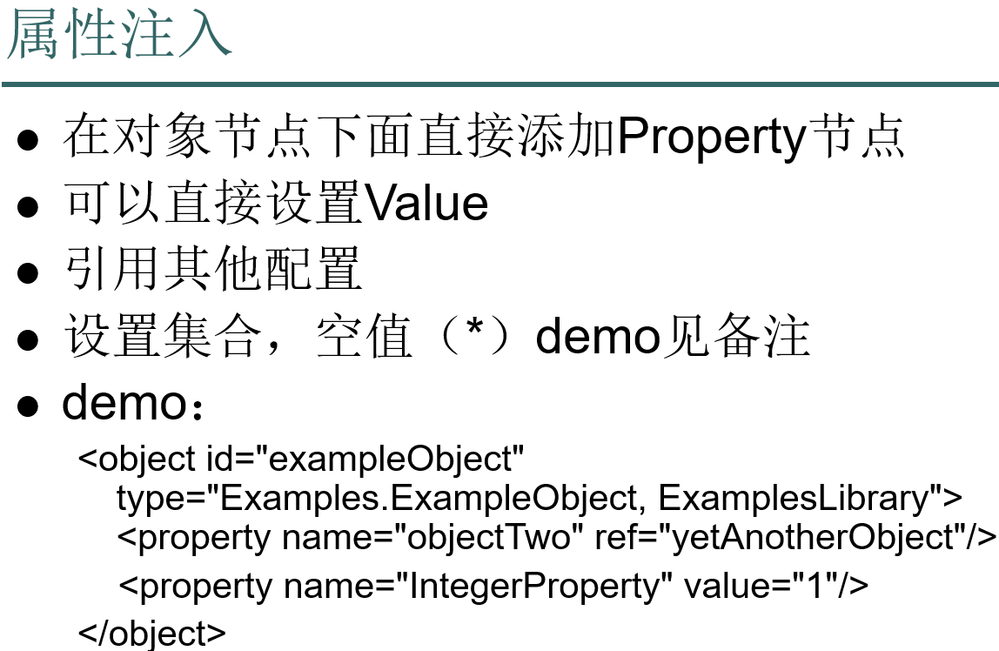 属性注入
● 在对象节点下面直接添加Property节点
● 可以直接设置Value
● 引用其他配置
● 设置集合，空值（*）demo见备注
● demo：
<object id="exampleObject"
type="Examples.ExampleObject, ExamplesLibrary">
<property name="objectTwo" ref="yetAnotherObject"/>
<property name="IntegerProperty" value="1"/>
</object>